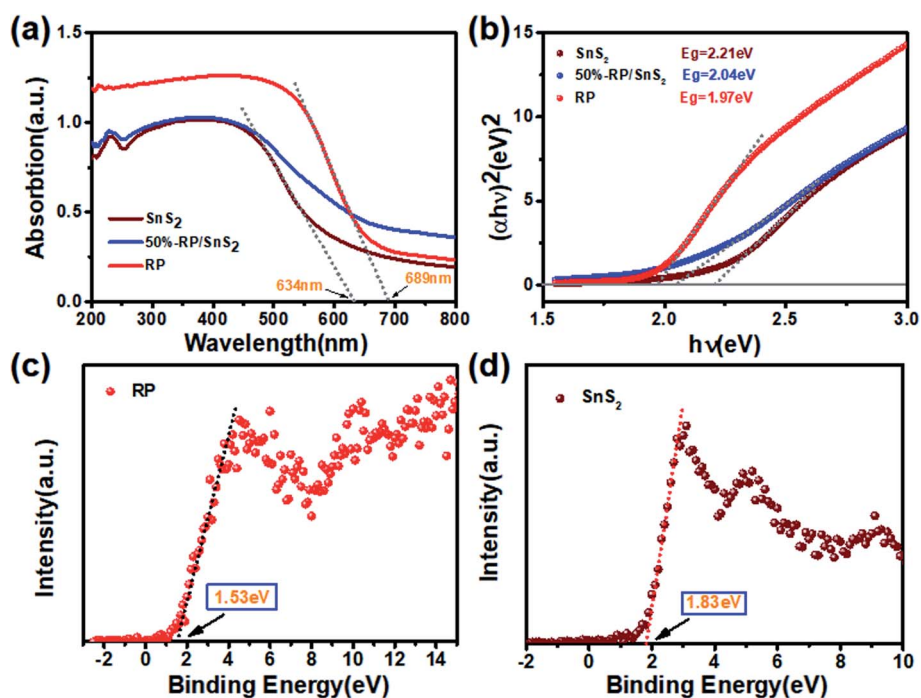 (a)
1.5
1.0
0.5
0.0
Absorbtion(a.u.)
SnS2
50%-RP/SnS2
RP
634nm
689nm
200 300 400 500 600 700 800
Wavelength(nm)
(b)
15
10
5
0
(αhν)2(eV)2
SnS2 Eg=2.21eV
50%-RP/SnS2 Eg=2.04eV
RP Eg=1.97eV
1.5 2.0 2.5 3.0
hν(eV)
(c)
RP
Intensity(a.u.)
1.53eV
-2 0 2 4 6 8 10 12 14
Binding Energy(eV)
(d)
SnS2
Intensity(a.u.)
1.83eV
-2 0 2 4 6 8 10
Binding Energy(eV)